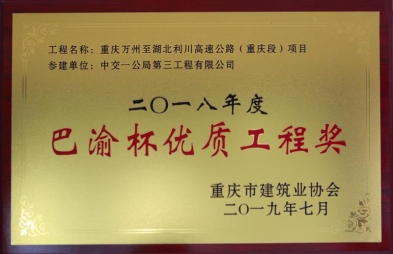 工程名称：重庆万州至湖北利川高速公路（重庆段）项目
参建单位：中交一公局第三工程有限公司
二〇一八年度
巴渝杯优质工程奖
重庆市建筑业协会
二〇一九年七月